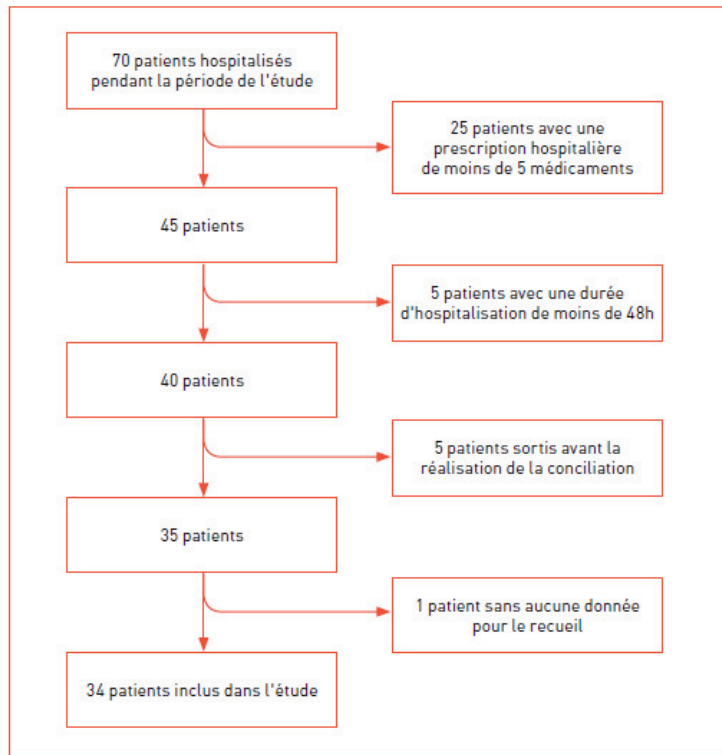 70 patients hospitalisés
pendant la période de l'étude
25 patients avec une
prescription hospitalière
de moins de 5 médicaments
45 patients
5 patients avec une durée
d'hospitalisation de moins de 48h
40 patients
5 patients sortis avant la
réalisation de la conciliation
35 patients
1 patient sans aucune donnée
pour le recueil
34 patients inclus dans l'étude